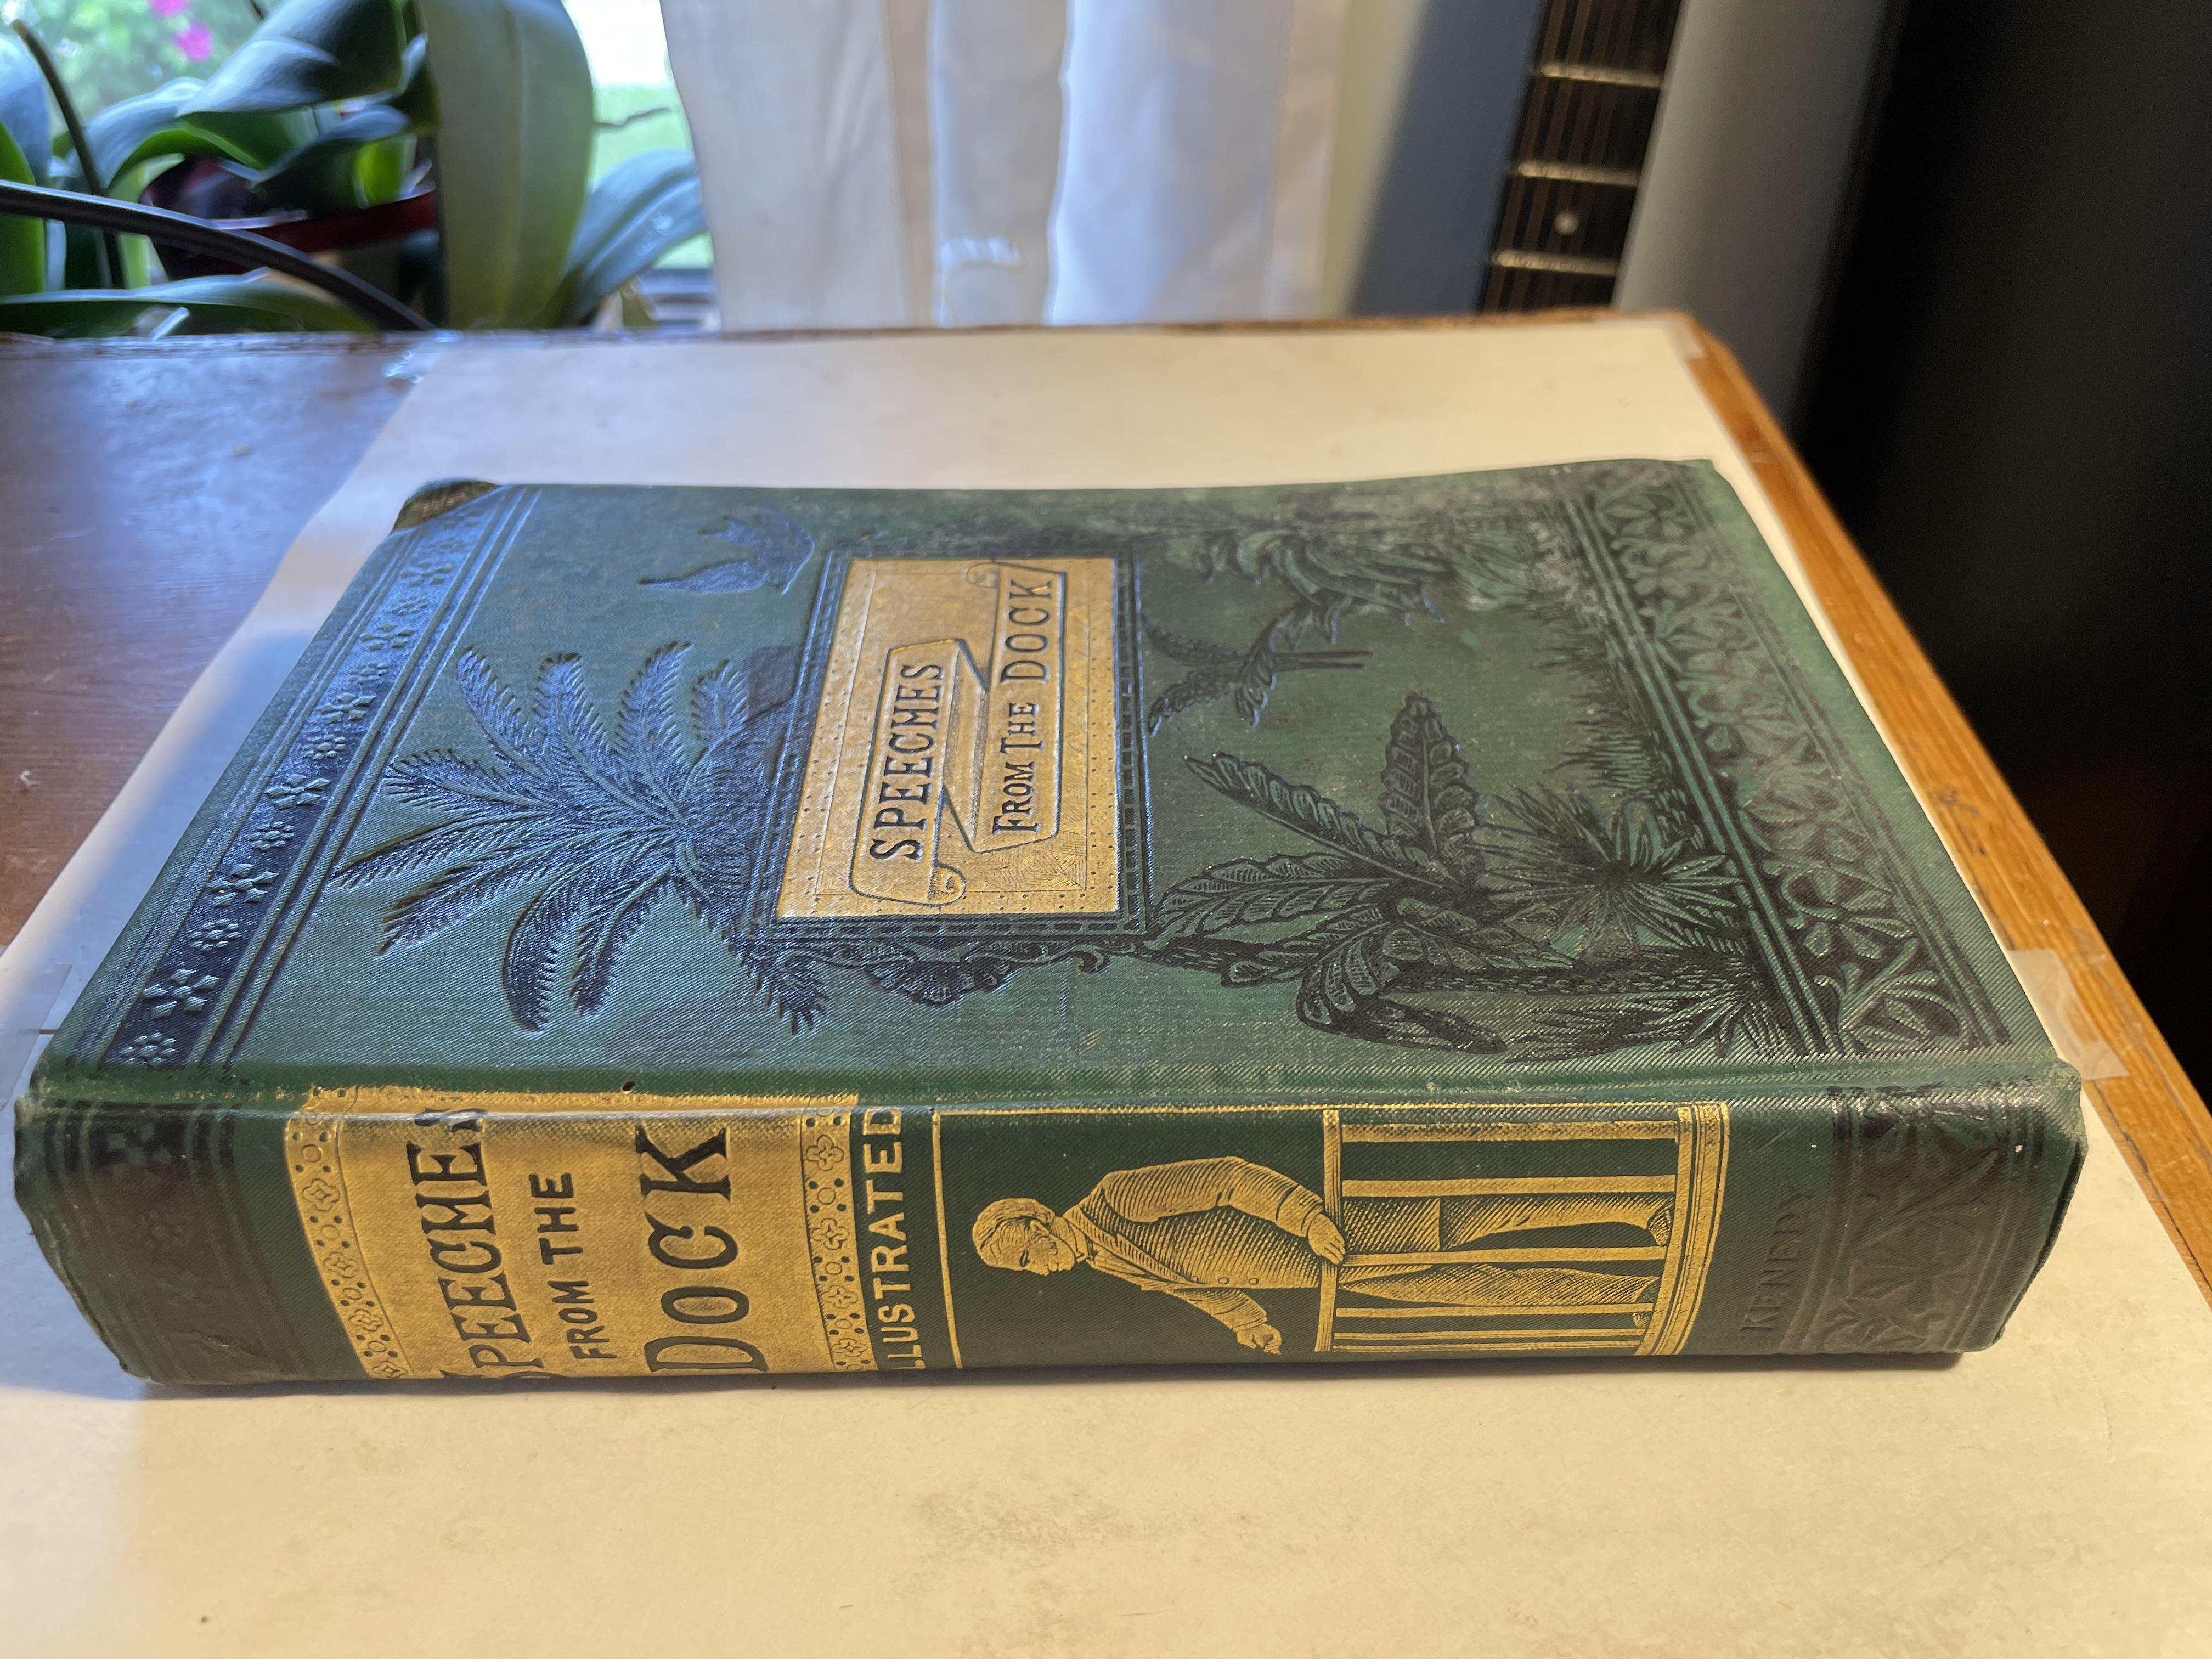 SPEECHES
FROM THE DOCK
SPEECHES
FROM THE
DOCK
ILLUSTRATED
KENEDY